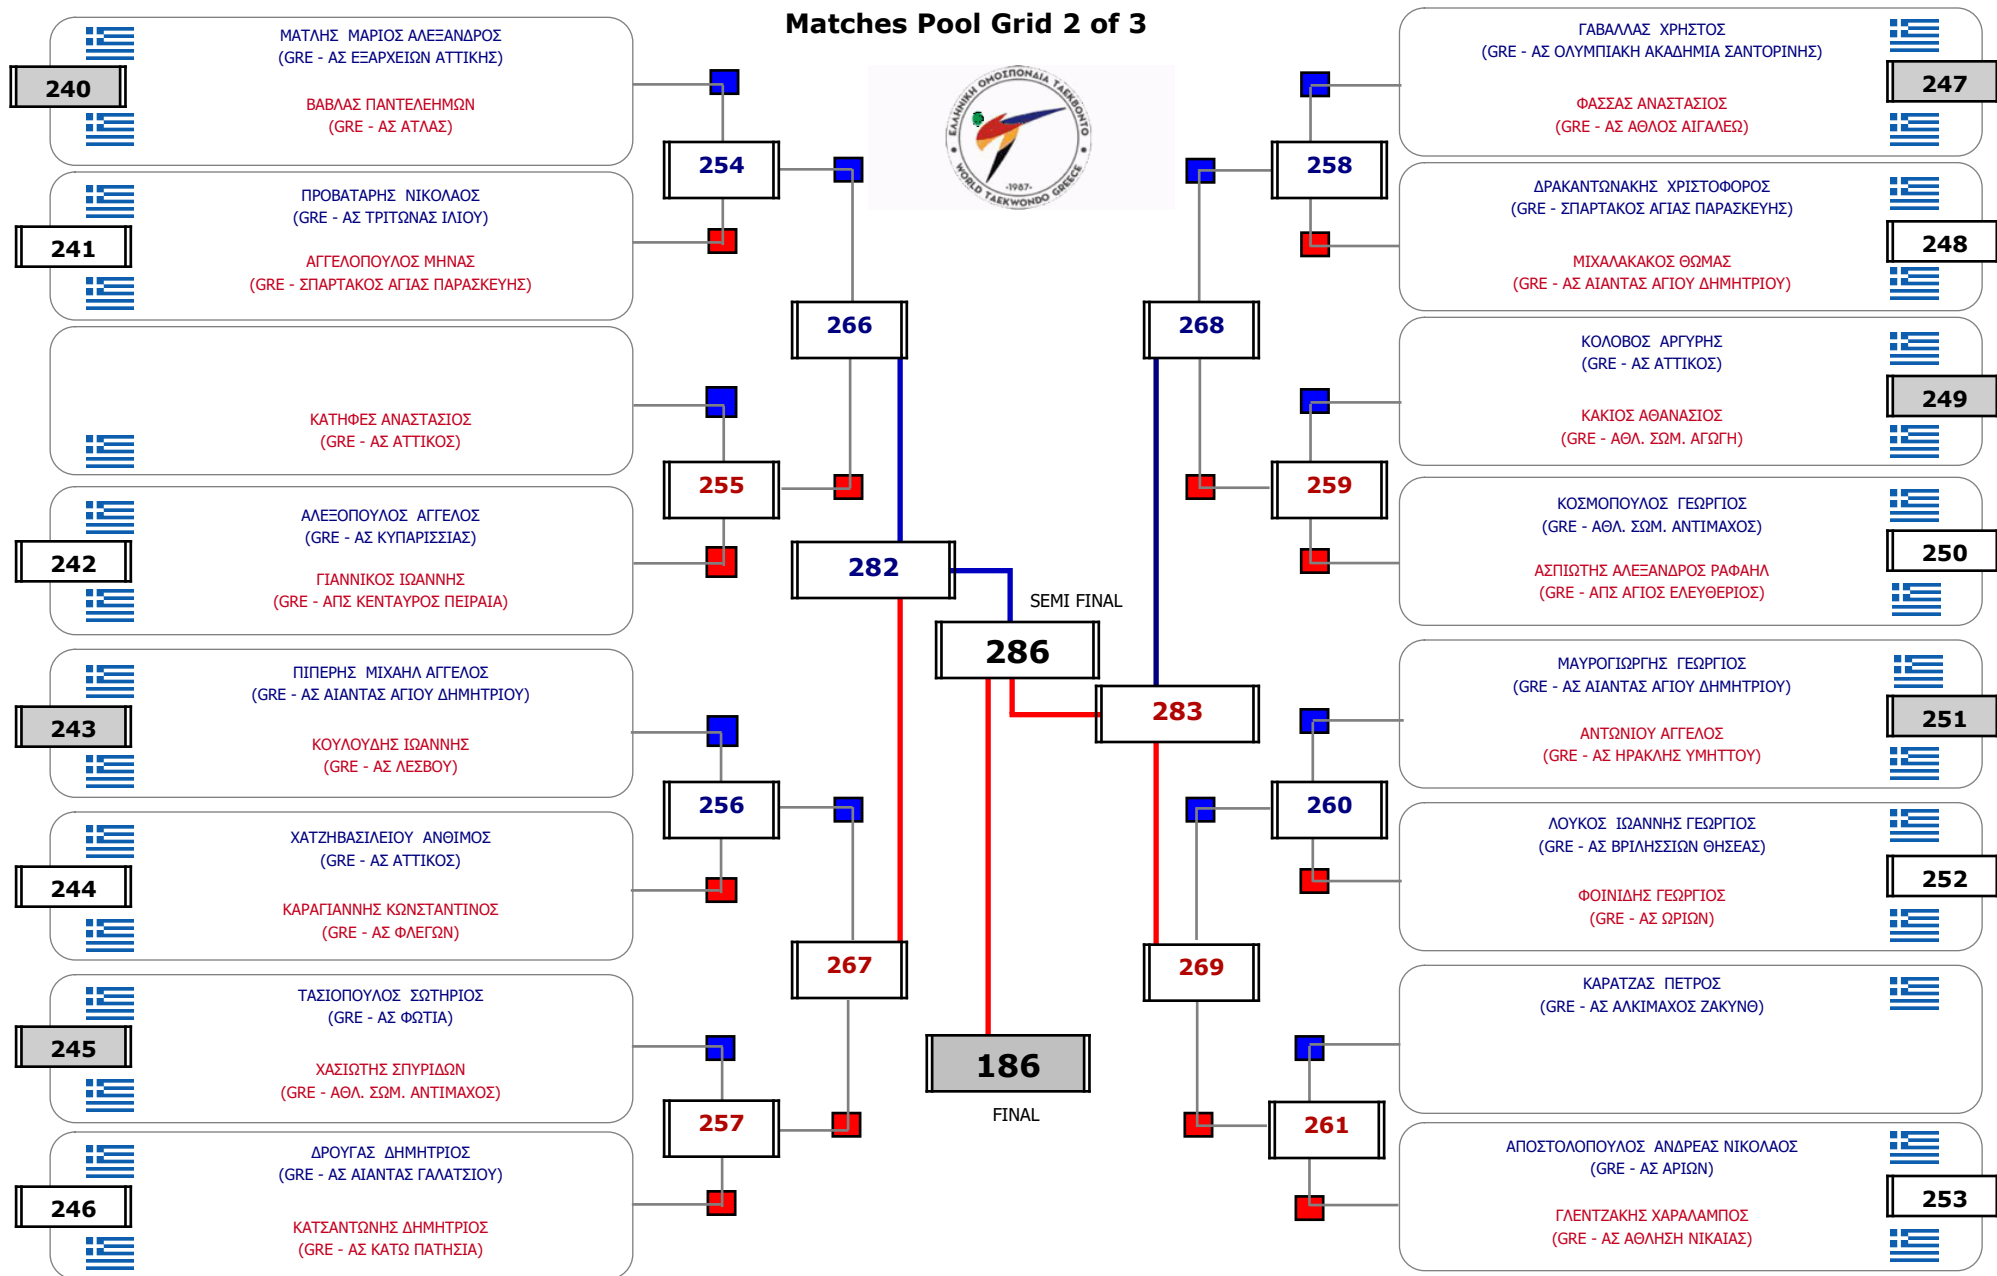 Matches Pool Grid 2 of 3
ΕΛΛΗΝΙΚΗ ΟΜΟΣΠΟΝΔΙΑ ΤΑΕΚΒΟΝΤΟ
-1987-
WORLD TAEKWONDO GREECE
240
ΜΑΤΛΗΣ ΜΑΡΙΟΣ ΑΛΕΞΑΝΔΡΟΣ
(GRE - ΑΣ ΕΞΑΡΧΕΙΩΝ ΑΤΤΙΚΗΣ)
ΒΑΒΛΑΣ ΠΑΝΤΕΛΕΗΜΩΝ
(GRE - ΑΣ ΑΤΛΑΣ)
241
ΠΡΟΒΑΤΑΡΗΣ ΝΙΚΟΛΑΟΣ
(GRE - ΑΣ ΤΡΙΤΩΝΑΣ ΙΛΙΟΥ)
ΑΓΓΕΛΟΠΟΥΛΟΣ ΜΗΝΑΣ
(GRE - ΣΠΑΡΤΑΚΟΣ ΑΓΙΑΣ ΠΑΡΑΣΚΕΥΗΣ)
ΚΑΤΗΦΕΣ ΑΝΑΣΤΑΣΙΟΣ
(GRE - ΑΣ ΑΤΤΙΚΟΣ)
242
ΑΛΕΞΟΠΟΥΛΟΣ ΑΓΓΕΛΟΣ
(GRE - ΑΣ ΚΥΠΑΡΙΣΣΙΑΣ)
ΓΙΑΝΝΙΚΟΣ ΙΩΑΝΝΗΣ
(GRE - ΑΠΣ ΚΕΝΤΑΥΡΟΣ ΠΕΙΡΑΙΑ)
243
ΠΙΠΕΡΗΣ ΜΙΧΑΗΛ ΑΓΓΕΛΟΣ
(GRE - ΑΣ ΑΙΑΝΤΑΣ ΑΓΙΟΥ ΔΗΜΗΤΡΙΟΥ)
ΚΟΥΛΟΥΔΗΣ ΙΩΑΝΝΗΣ
(GRE - ΑΣ ΛΕΣΒΟΥ)
244
ΧΑΤΖΗΒΑΣΙΛΕΙΟΥ ΑΝΘΙΜΟΣ
(GRE - ΑΣ ΑΤΤΙΚΟΣ)
ΚΑΡΑΓΙΑΝΝΗΣ ΚΩΝΣΤΑΝΤΙΝΟΣ
(GRE - ΑΣ ΦΛΕΓΩΝ)
245
ΤΑΣΙΟΠΟΥΛΟΣ ΣΩΤΗΡΙΟΣ
(GRE - ΑΣ ΦΩΤΙΑ)
ΧΑΣΙΩΤΗΣ ΣΠΥΡΙΔΩΝ
(GRE - ΑΘΛ. ΣΩΜ. ΑΝΤΙΜΑΧΟΣ)
246
ΔΡΟΥΓΑΣ ΔΗΜΗΤΡΙΟΣ
(GRE - ΑΣ ΑΙΑΝΤΑΣ ΓΑΛΑΤΣΙΟΥ)
ΚΑΤΣΑΝΤΩΝΗΣ ΔΗΜΗΤΡΙΟΣ
(GRE - ΑΣ ΚΑΤΩ ΠΑΤΗΣΙΑ)
254
255
256
257
266
267
282
SEMI FINAL
286
283
186
FINAL
268
269
258
259
260
261
ΓΑΒΑΛΛΑΣ ΧΡΗΣΤΟΣ
(GRE - ΑΣ ΟΛΥΜΠΙΑΚΗ ΑΚΑΔΗΜΙΑ ΣΑΝΤΟΡΙΝΗΣ)
247
ΦΑΣΣΑΣ ΑΝΑΣΤΑΣΙΟΣ
(GRE - ΑΣ ΑΘΛΟΣ ΑΙΓΑΛΕΩ)
ΔΡΑΚΑΝΤΩΝΑΚΗΣ ΧΡΙΣΤΟΦΟΡΟΣ
(GRE - ΣΠΑΡΤΑΚΟΣ ΑΓΙΑΣ ΠΑΡΑΣΚΕΥΗΣ)
248
ΜΙΧΑΛΑΚΑΚΟΣ ΘΩΜΑΣ
(GRE - ΑΣ ΑΙΑΝΤΑΣ ΑΓΙΟΥ ΔΗΜΗΤΡΙΟΥ)
ΚΟΛΟΒΟΣ ΑΡΓΥΡΗΣ
(GRE - ΑΣ ΑΤΤΙΚΟΣ)
249
ΚΑΚΙΟΣ ΑΘΑΝΑΣΙΟΣ
(GRE - ΑΘΛ. ΣΩΜ. ΑΓΩΓΗ)
ΚΟΣΜΟΠΟΥΛΟΣ ΓΕΩΡΓΙΟΣ
(GRE - ΑΘΛ. ΣΩΜ. ΑΝΤΙΜΑΧΟΣ)
250
ΑΣΠΙΩΤΗΣ ΑΛΕΞΑΝΔΡΟΣ ΡΑΦΑΗΛ
(GRE - ΑΠΣ ΑΓΙΟΣ ΕΛΕΥΘΕΡΙΟΣ)
ΜΑΥΡΟΓΙΩΡΓΗΣ ΓΕΩΡΓΙΟΣ
(GRE - ΑΣ ΑΙΑΝΤΑΣ ΑΓΙΟΥ ΔΗΜΗΤΡΙΟΥ)
251
ΑΝΤΩΝΙΟΥ ΑΓΓΕΛΟΣ
(GRE - ΑΣ ΗΡΑΚΛΗΣ ΥΜΗΤΤΟΥ)
ΛΟΥΚΟΣ ΙΩΑΝΝΗΣ ΓΕΩΡΓΙΟΣ
(GRE - ΑΣ ΒΡΙΛΗΣΣΙΩΝ ΘΗΣΕΑΣ)
252
ΦΟΙΝΙΔΗΣ ΓΕΩΡΓΙΟΣ
(GRE - ΑΣ ΩΡΙΩΝ)
ΚΑΡΑΤΖΑΣ ΠΕΤΡΟΣ
(GRE - ΑΣ ΑΛΚΙΜΑΧΟΣ ΖΑΚΥΝΘ)
ΑΠΟΣΤΟΛΟΠΟΥΛΟΣ ΑΝΔΡΕΑΣ ΝΙΚΟΛΑΟΣ
(GRE - ΑΣ ΑΡΙΩΝ)
253
ΓΛΕΝΤΖΑΚΗΣ ΧΑΡΑΛΑΜΠΟΣ
(GRE - ΑΣ ΑΘΛΗΣΗ ΝΙΚΑΙΑΣ)